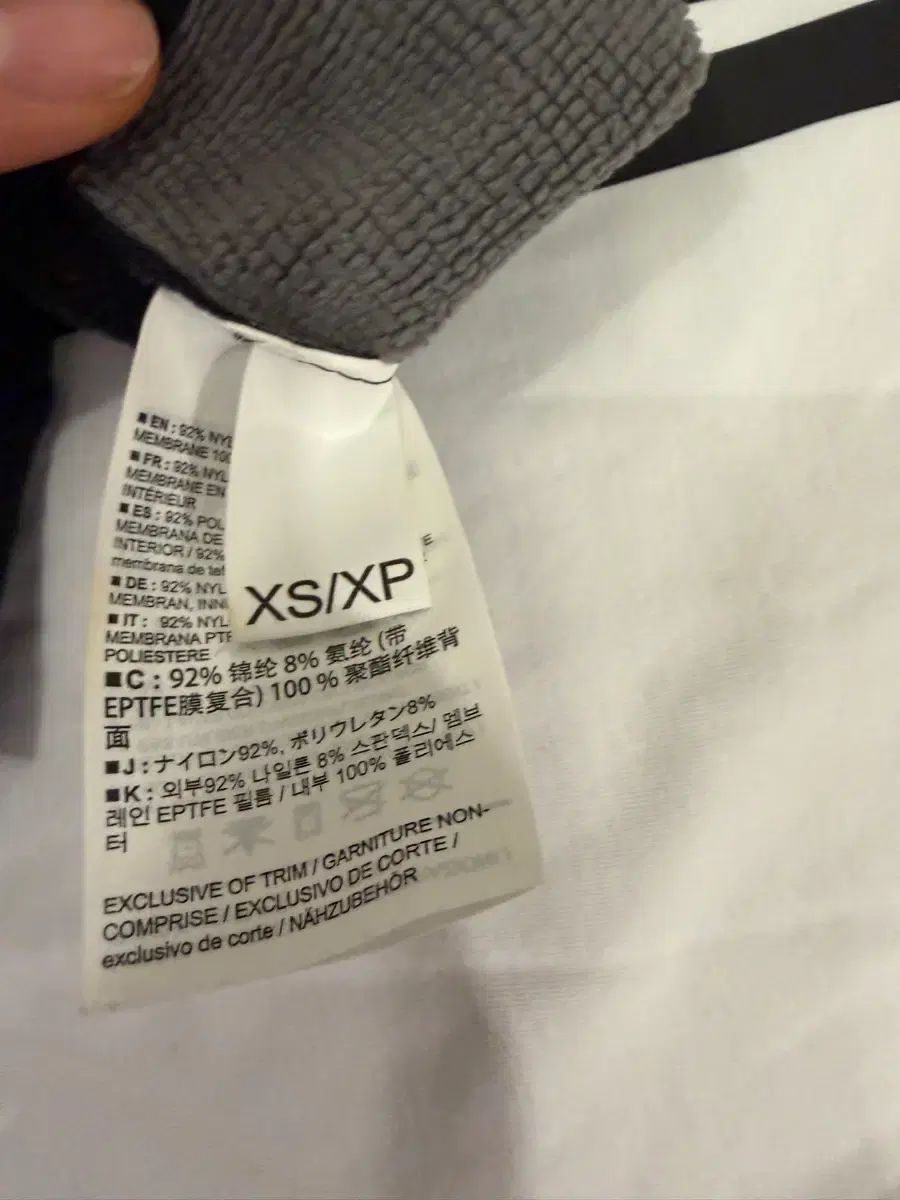 ■ EN : 92% NYL
MEMBRANE 100
■ FR : 92% NYL
MEMBRANE EN
INTÉRIEUR
■ ES : 92% POL
MEMBRANA DE
INTERIOR / 92%
membrana de tef
■ DE : 92% NYL
MEMBRAN, INN
■ IT : 92% NYL
MEMBRANA PTF
POLIESTERE
XS/XP
■C : 92% 锦纶 8% 氨纶 (带
EPTFE膜复合) 100 % 聚酯纤维背
面
■J : ナイロン92%, ポリウレタン8%
■K : 외부92% 나일론 8% 스판덱스/ 멤브
레인 EPTFE 필름 / 내부 100% 폴리에스
터
EXCLUSIVE OF TRIM / GARNITURE NON-
COMPRISE / EXCLUSIVO DE CORTE /
exclusivo de corte / NÄHZUBEHÖR